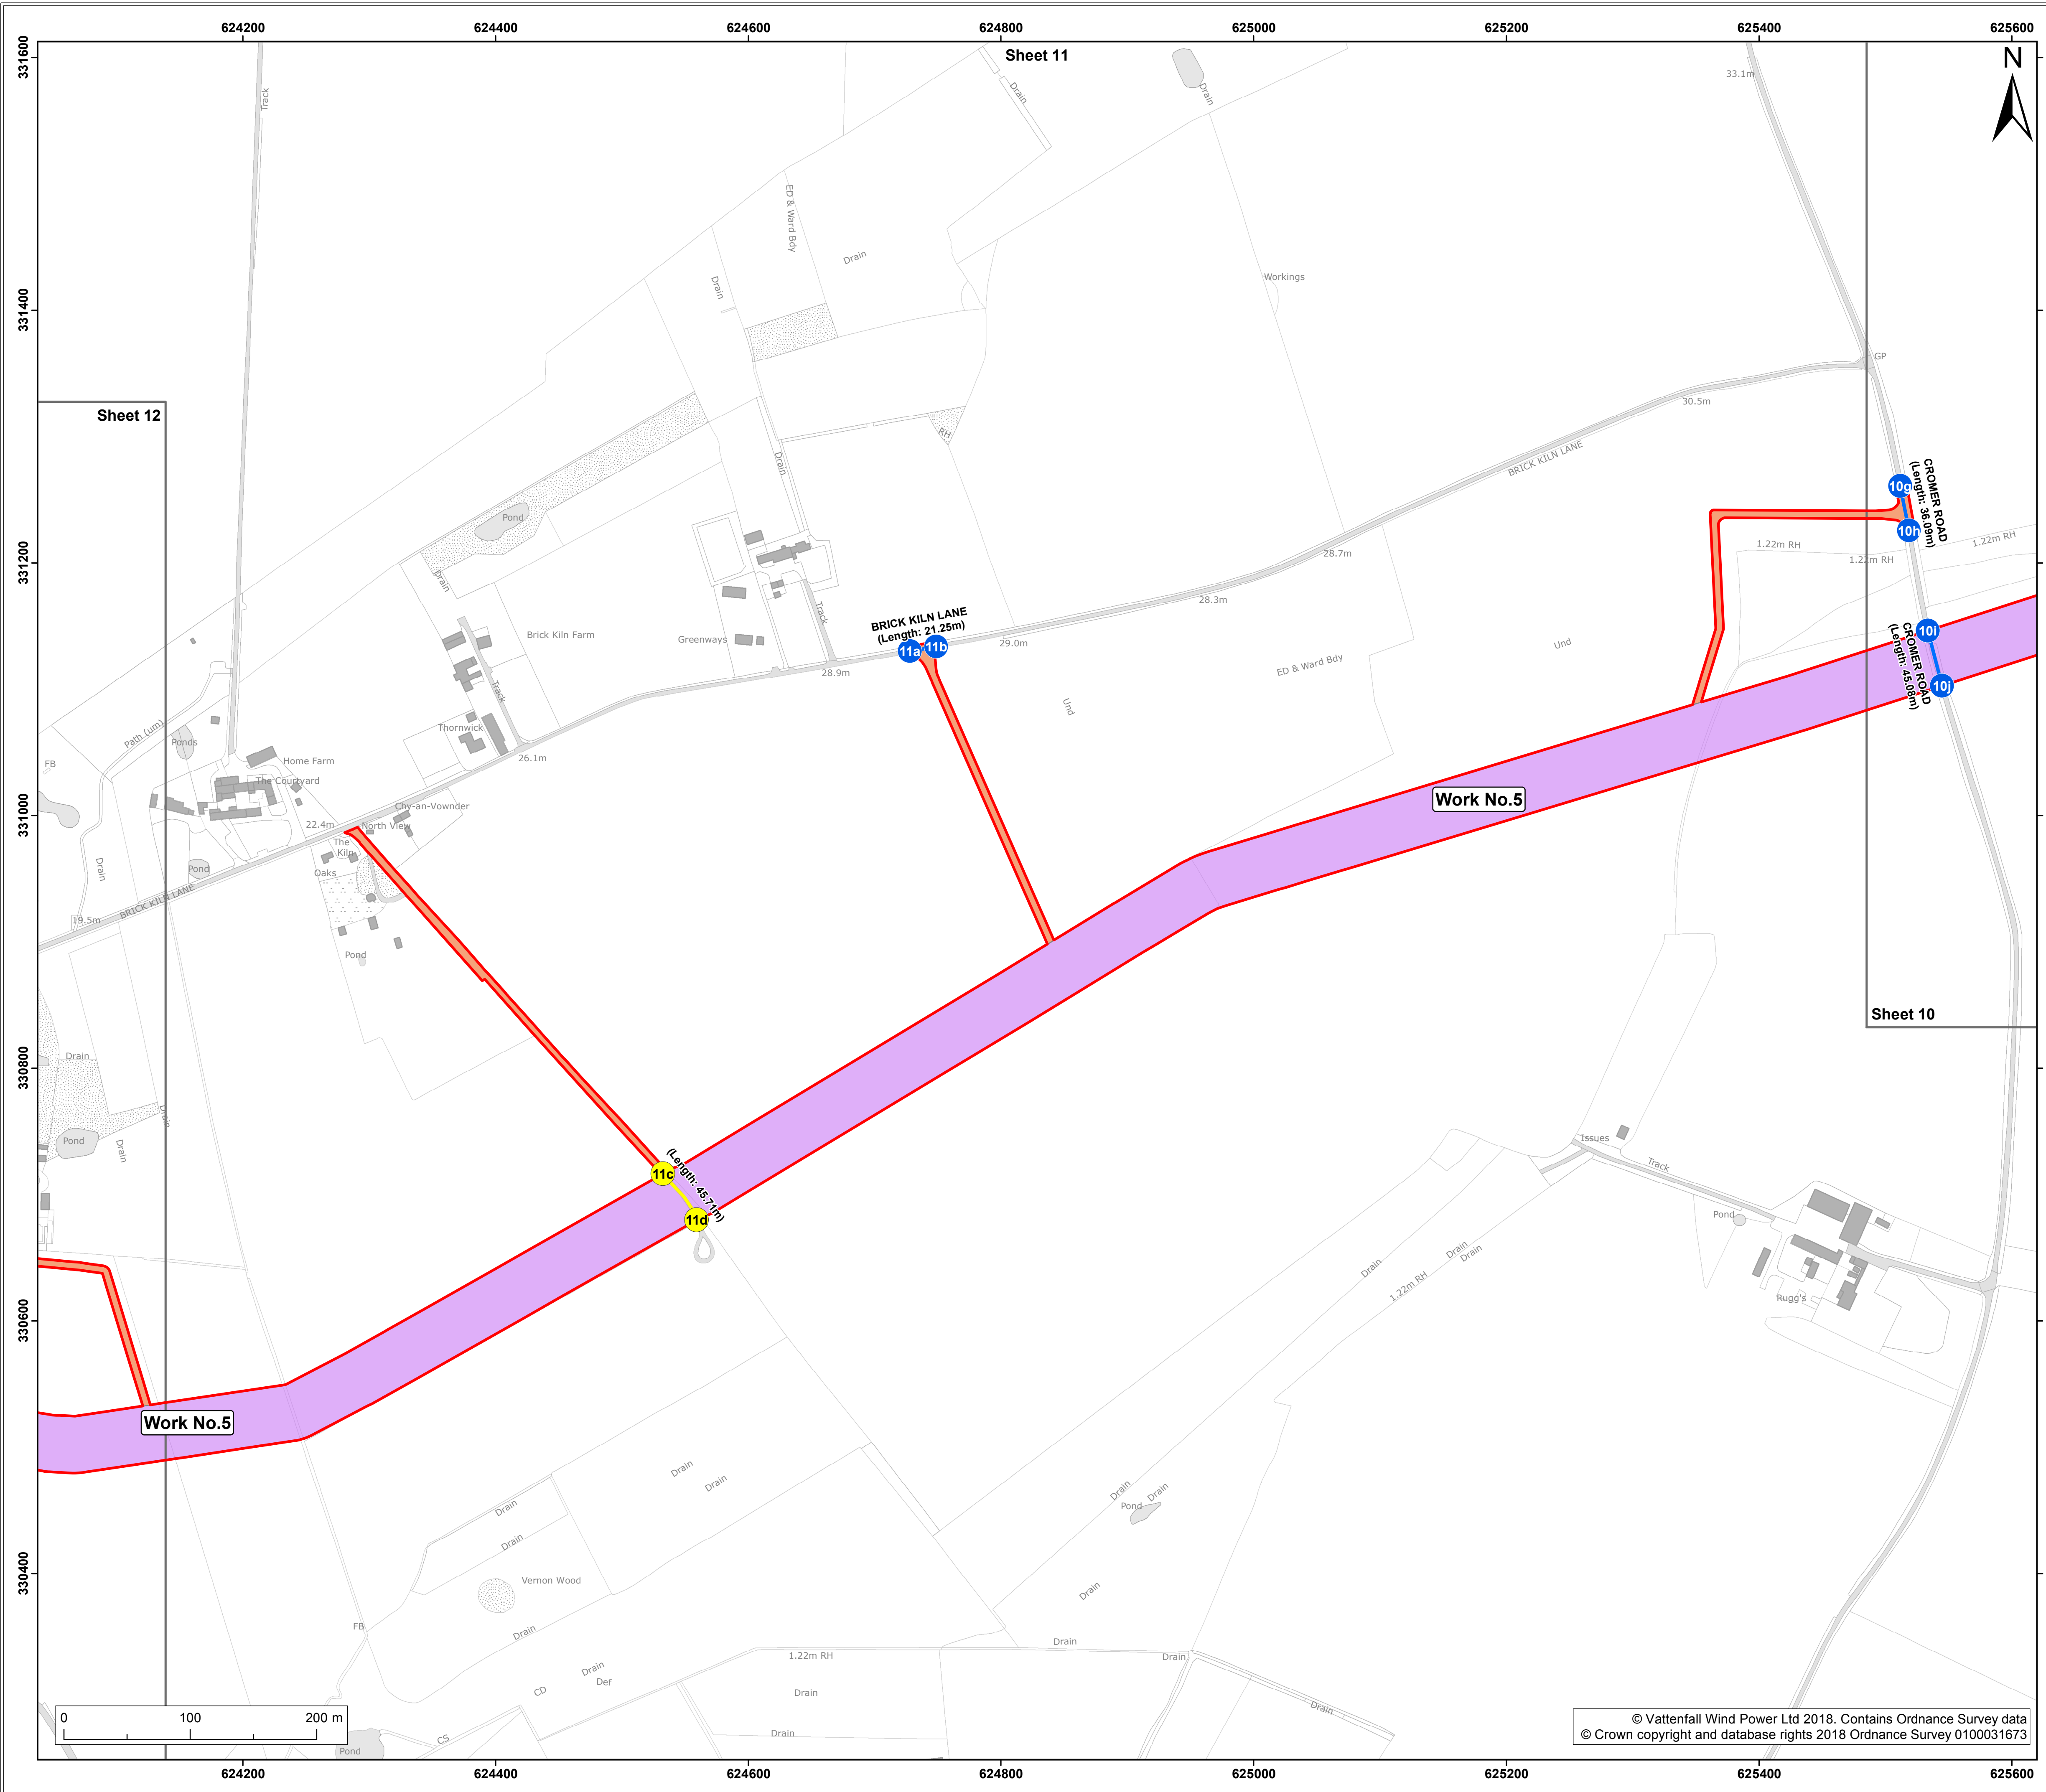 624200 624400 624600 624800 625000 625200 625400 625600
Sheet 11
331600
331400
331200
331000
330800
330600
330400
N
33.1m
Track
Drain
Drain
ED & Ward Bdy
Drain
Drain
Workings
GP
30.5m
Sheet 12
RH
BRICK KILN LANE
Drain
Pond
Drain
28.7m
10g
10h
CROMER ROAD
(Length: 36.09m)
1.22m RH
1.22m RH
1.22m RH
28.3m
Track
BRICK KILN LANE
(Length: 21.25m)
11a
11b
Brick Kiln Farm
Greenways
29.0m
28.9m
Und
ED & Ward Bdy
Und
10i
10j
CROMER ROAD
(Length: 45.08m)
Track
Thornwick
26.1m
Path (um)
Ponds
FB
Home Farm
The Courtyard
Chy-an-Vownder
22.4m
North View
The
Kiln
Oaks
Pond
Drain
BRICK KILN LANE
19.5m
Pond
Work No.5
Sheet 10
Drain
Drain
Pond
Drain
Issues
Track
Pond
11c
(Length: 45.71m)
11d
Drain
Drain
Drain
1.22m RH
Rugg's
Work No.5
Drain
Drain
Drain
Drain
Drain
Drain
Pond
Vernon Wood
Drain
FB
Drain
Drain
1.22m RH
Drain
Drain
Def
CD
Drain
Drain
Drain
CS
Pond
0 100 200 m
© Vattenfall Wind Power Ltd 2018. Contains Ordnance Survey data
© Crown copyright and database rights 2018 Ordnance Survey 0100031673
624200 624400 624600 624800 625000 625200 625400 625600